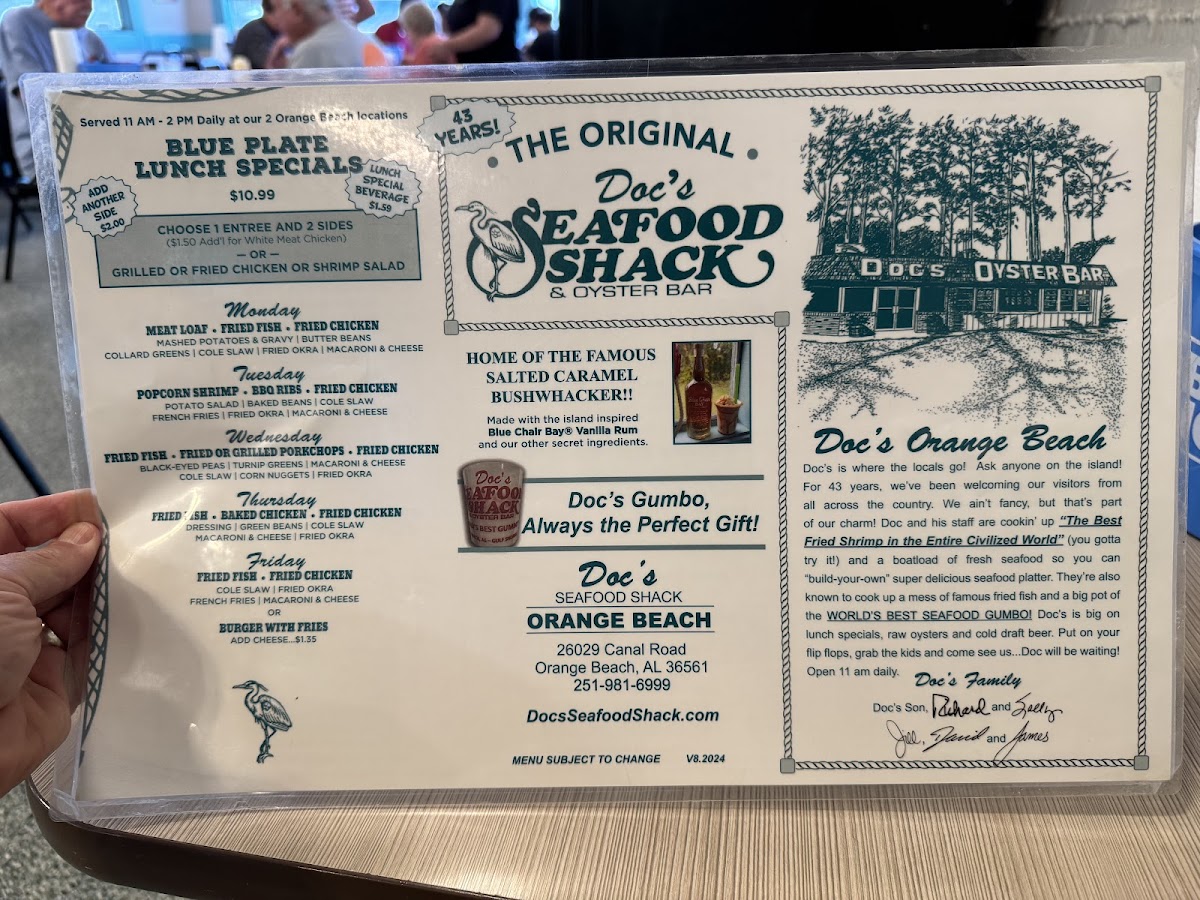 Served 11 AM - 2 PM Daily at our 2 Orange Beach locations
BLUE PLATE
LUNCH SPECIALS
$10.99
ADD
ANOTHER
SIDE
$2.00
LUNCH
SPECIAL
BEVERAGE
$1.59
CHOOSE 1 ENTREE AND 2 SIDES
($1.50 Add'l for White Meat Chicken)
— OR —
GRILLED OR FRIED CHICKEN OR SHRIMP SALAD
Monday
MEAT LOAF • FRIED FISH • FRIED CHICKEN
MASHED POTATOES & GRAVY | BUTTER BEANS
COLLARD GREENS | COLE SLAW | FRIED OKRA | MACARONI & CHEESE
Tuesday
POPCORN SHRIMP • BBQ RIBS • FRIED CHICKEN
POTATO SALAD | BAKED BEANS | COLE SLAW
FRENCH FRIES | FRIED OKRA | MACARONI & CHEESE
Wednesday
FRIED FISH • FRIED OR GRILLED PORKCHOPS • FRIED CHICKEN
BLACK-EYED PEAS | TURNIP GREENS | MACARONI & CHEESE
COLE SLAW | CORN NUGGETS | FRIED OKRA
Thursday
FRIED FISH • BAKED CHICKEN • FRIED CHICKEN
DRESSING | GREEN BEANS | COLE SLAW
MACARONI & CHEESE | FRIED OKRA
Friday
FRIED FISH • FRIED CHICKEN
COLE SLAW | FRIED OKRA
FRENCH FRIES | MACARONI & CHEESE
OR
BURGER WITH FRIES
ADD CHEESE...$1.35
43
YEARS!
• THE ORIGINAL •
Doc's
SEAFOOD
SHACK
& OYSTER BAR
HOME OF THE FAMOUS
SALTED CARAMEL
BUSHWHACKER!!
Made with the island inspired
Blue Chair Bay® Vanilla Rum
and our other secret ingredients.
Doc's
SEAFOOD
SHACK
OYSTER BAR
Doc's Gumbo,
Always the Perfect Gift!
Doc's
SEAFOOD SHACK
ORANGE BEACH
26029 Canal Road
Orange Beach, AL 36561
251-981-6999
DocsSeafoodShack.com
MENU SUBJECT TO CHANGE V8.2024
DOC'S OYSTER BAR
Doc's Orange Beach
Doc's is where the locals go! Ask anyone on the island!
For 43 years, we've been welcoming our visitors from
all across the country. We ain't fancy, but that's part
of our charm! Doc and his staff are cookin' up "The Best
Fried Shrimp in the Entire Civilized World" (you gotta
try it!) and a boatload of fresh seafood so you can
"build-your-own" super delicious seafood platter. They're also
known to cook up a mess of famous fried fish and a big pot of
the WORLD'S BEST SEAFOOD GUMBO! Doc's is big on
lunch specials, raw oysters and cold draft beer. Put on your
flip flops, grab the kids and come see us...Doc will be waiting!
Open 11 am daily.
Doc's Family
Doc's Son, Richard and
Jill, David and James